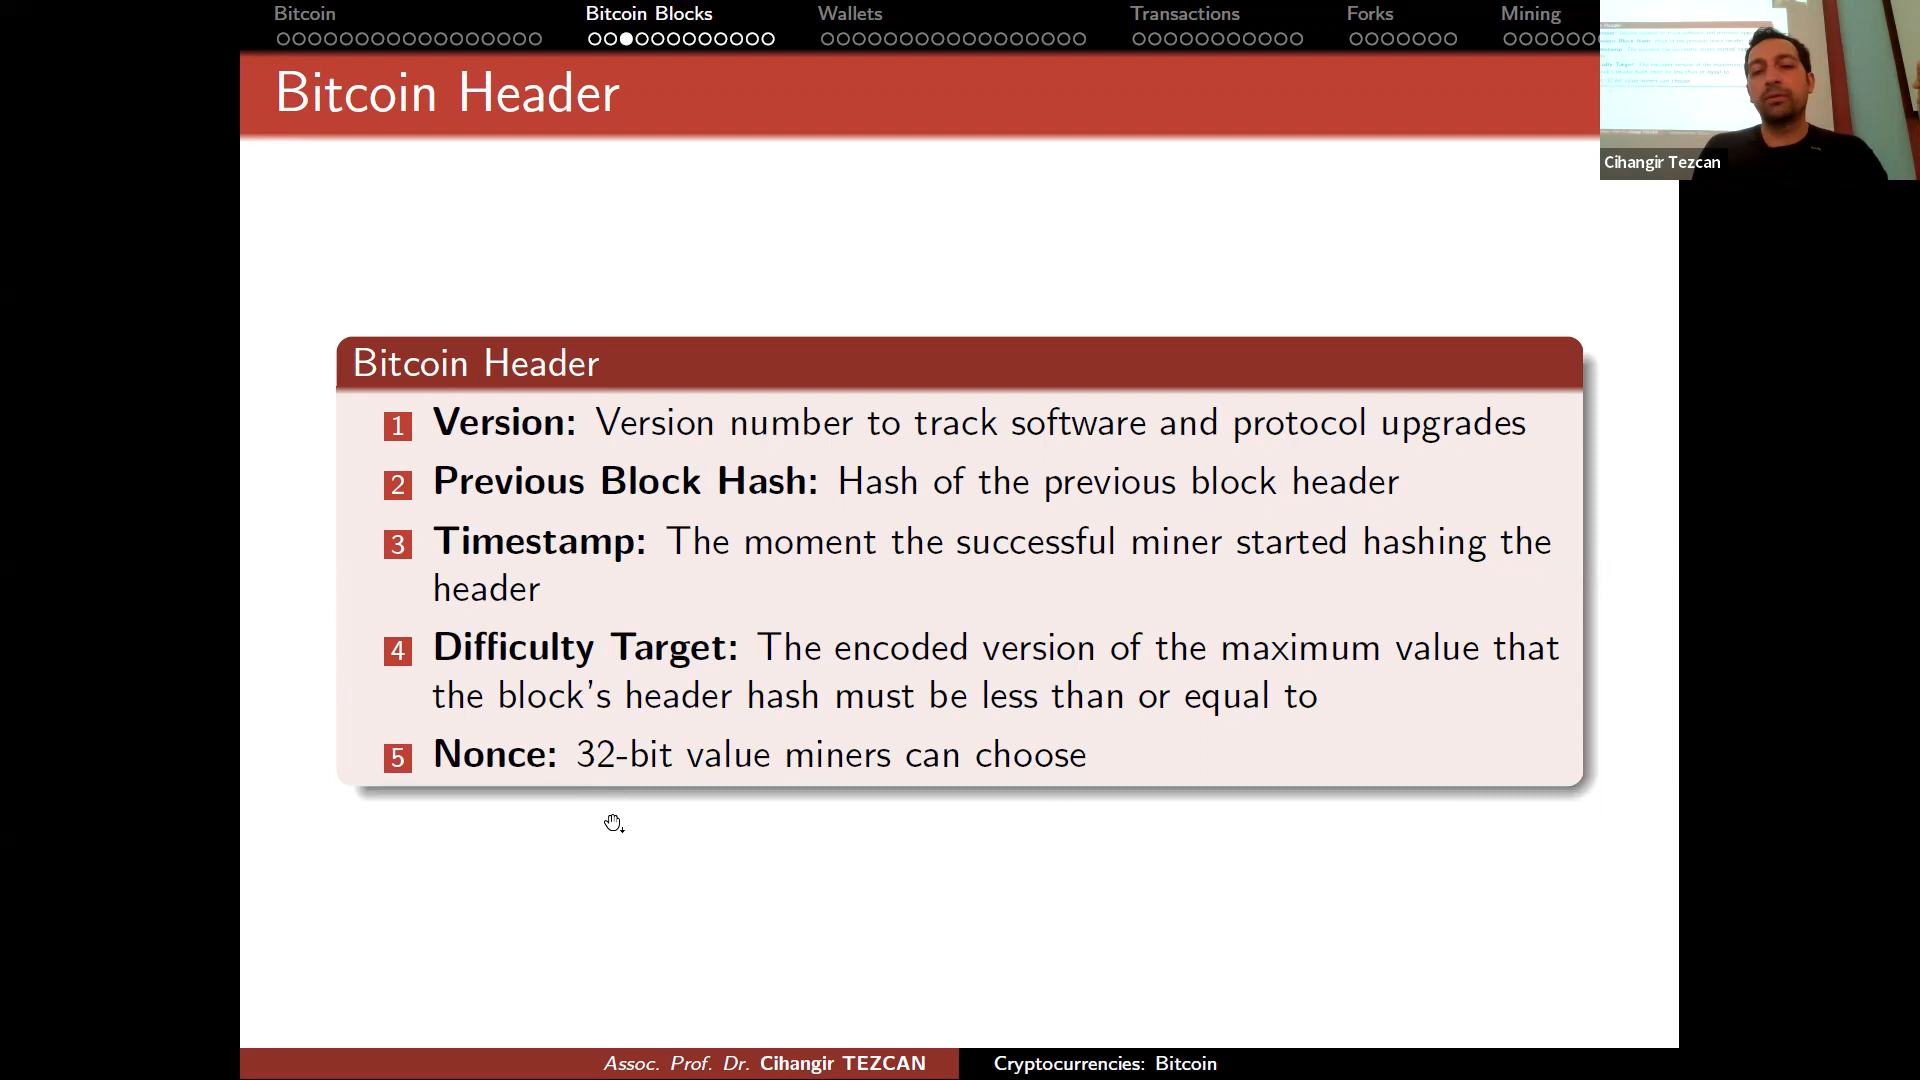 Bitcoin
Bitcoin Blocks
Wallets
Transactions
Forks
Mining
Bitcoin Header
Cihangir Tezcan
Bitcoin Header
1 Version: Version number to track software and protocol upgrades
2 Previous Block Hash: Hash of the previous block header
3 Timestamp: The moment the successful miner started hashing the
header
4 Difficulty Target: The encoded version of the maximum value that
the block's header hash must be less than or equal to
5 Nonce: 32-bit value miners can choose
Assoc. Prof. Dr. Cihangir TEZCAN
Cryptocurrencies: Bitcoin